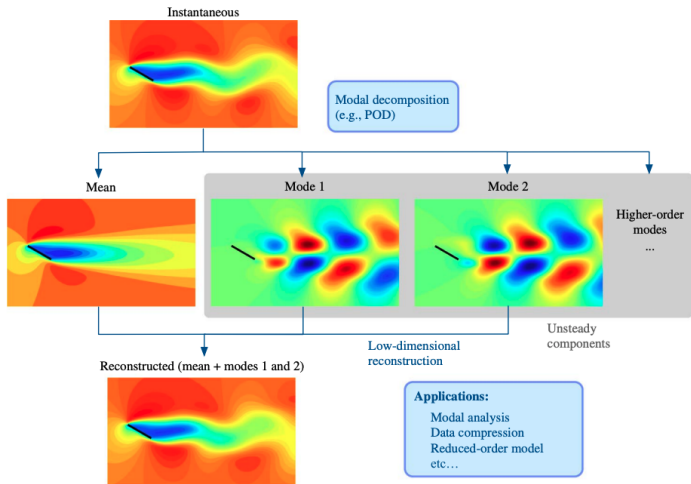 Instantaneous
Modal decomposition
(e.g., POD)
Mean
Mode 1
Mode 2
Higher-order
modes
...
Unsteady
components
Low-dimensional
reconstruction
Reconstructed (mean + modes 1 and 2)
Applications:
Modal analysis
Data compression
Reduced-order model
etc…